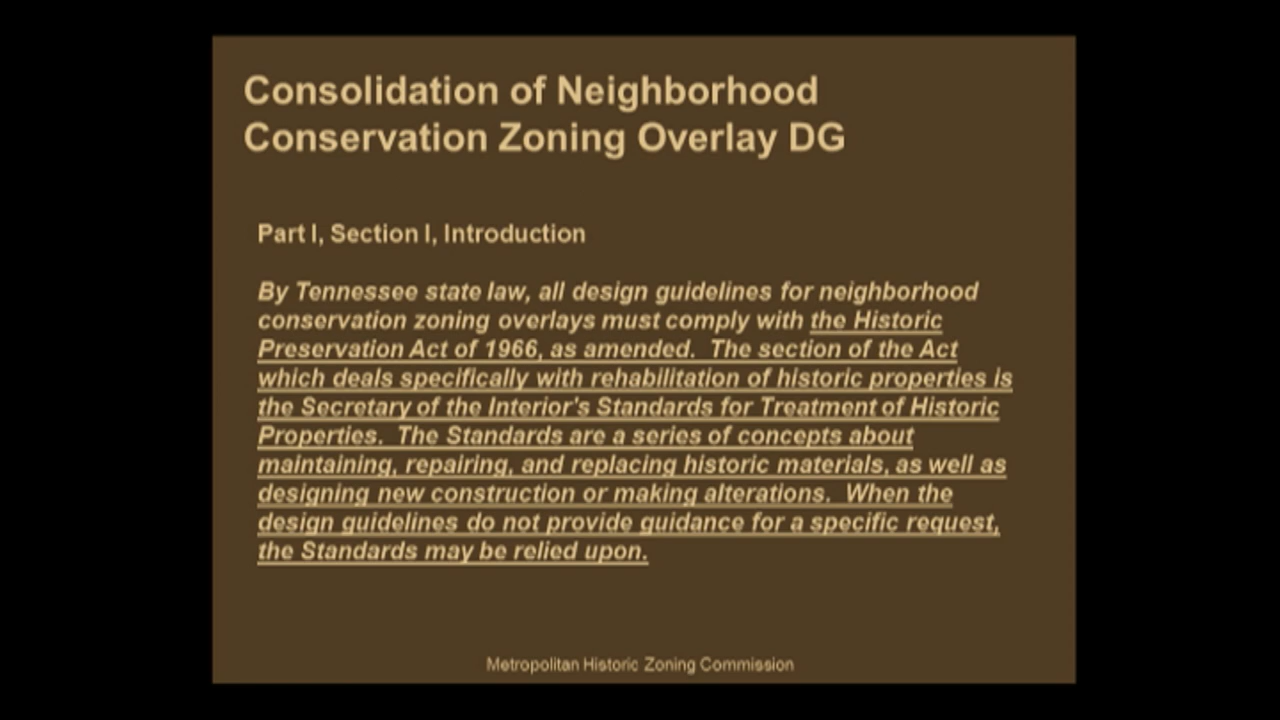 Consolidation of Neighborhood
Conservation Zoning Overlay DG
Part I, Section I, Introduction
By Tennessee state law, all design guidelines for neighborhood
conservation zoning overlays must comply with the Historic
Preservation Act of 1966, as amended.  The section of the Act
which deals specifically with rehabilitation of historic properties is
the Secretary of the Interior's Standards for Treatment of Historic
Properties.  The Standards are a series of concepts about
maintaining, repairing, and replacing historic materials, as well as
designing new construction or making alterations.  When the
design guidelines do not provide guidance for a specific request,
the Standards may be relied upon.
Metropolitan Historic Zoning Commission